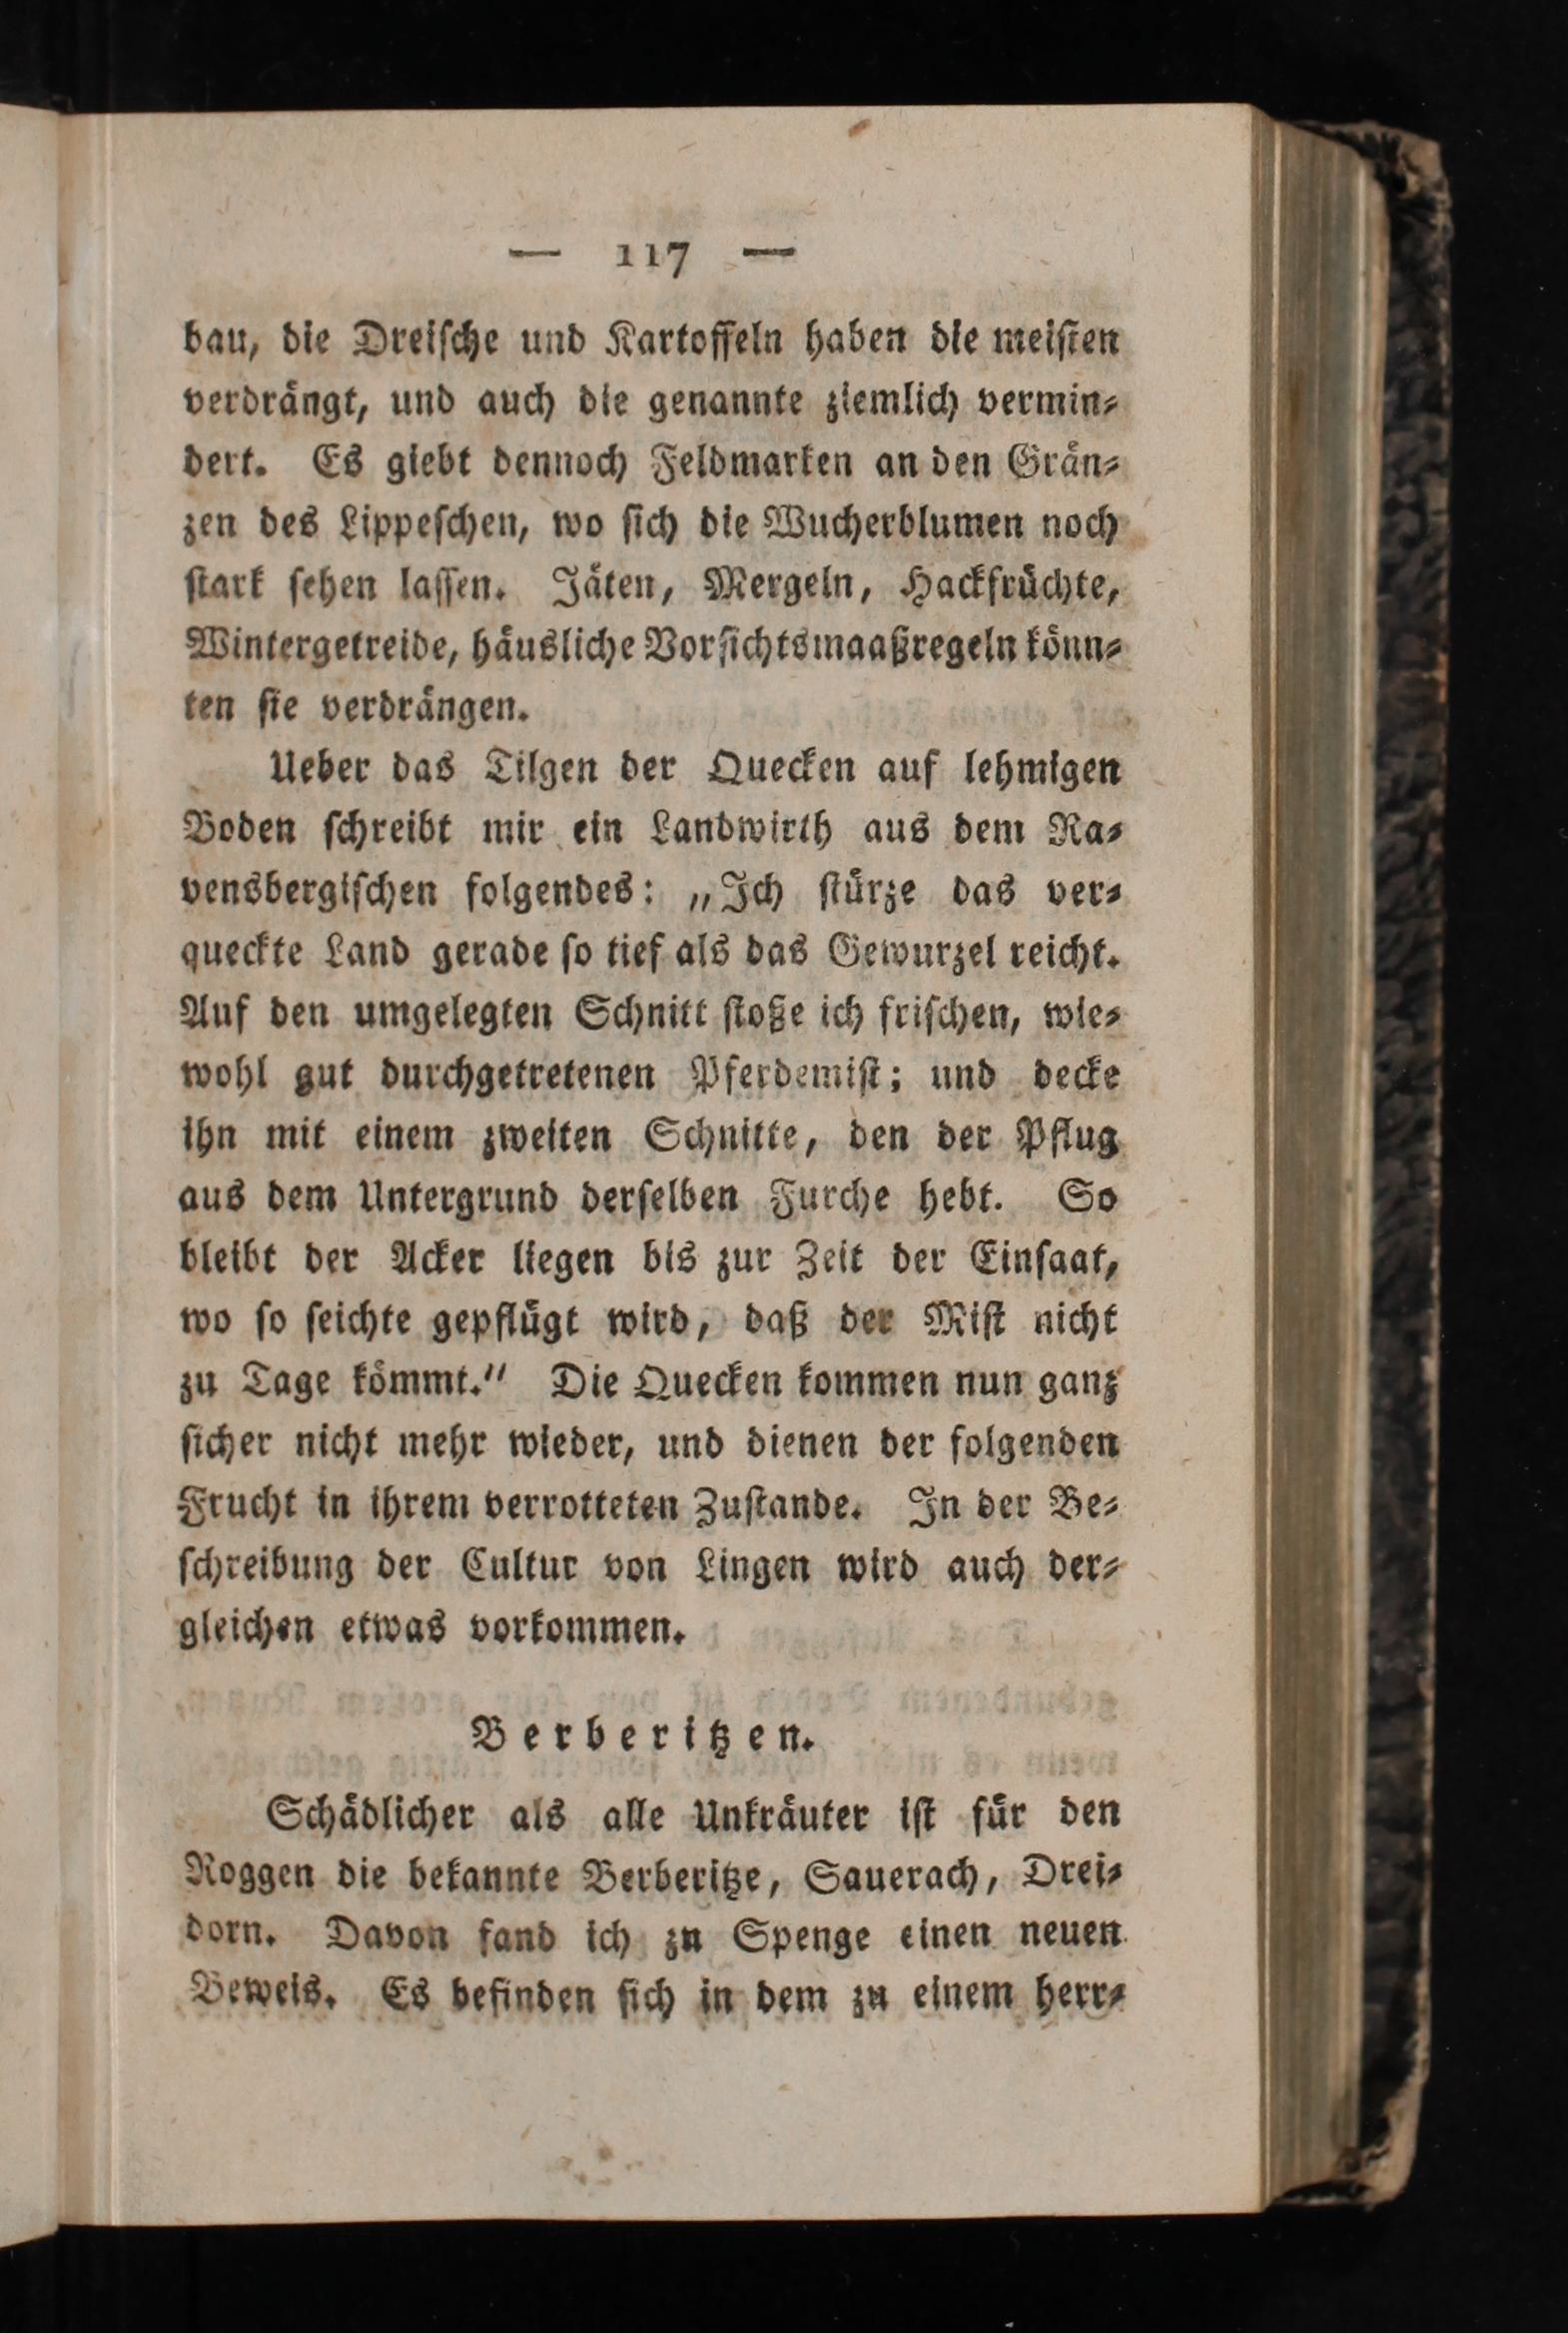 — 117 —
bau, die Dreiſche und Kartoffeln haben die meiſten
verdrängt, und auch die genannte ziemlich vermin⸗
dert. Es giebt dennoch Feldmarken an den Grän⸗
zen des Lippeſchen, wo ſich die Wucherblumen noch
ſtark ſehen laſſen. Jäten, Mergeln, Hackfrüchte,
Wintergetreide, häusliche Vorſichtsmaaßregeln könn⸗
ten ſie verdrängen.
Ueber das Tilgen der Quecken auf lehmigen
Boden ſchreibt mir ein Landwirth aus dem Ra⸗
vensbergiſchen folgendes: „Ich ſtürze das ver⸗
queckte Land gerade ſo tief als das Gewurzel reicht.
Auf den umgelegten Schnitt ſtoße ich friſchen, wie⸗
wohl gut durchgetretenen Pferdemiſt; und decke
ihn mit einem zweiten Schnitte, den der Pflug
aus dem Untergrund derſelben Furche hebt. So
bleibt der Acker liegen bis zur Zeit der Einſaat,
wo ſo ſeichte gepflügt wird, daß der Miſt nicht
zu Tage kömmt.“ Die Quecken kommen nun ganz
ſicher nicht mehr wieder, und dienen der folgenden
Frucht in ihrem verrotteten Zuſtande. In der Be⸗
ſchreibung der Cultur von Lingen wird auch der⸗
gleichen etwas vorkommen.
Berberitzen.
Schädlicher als alle Unkräuter iſt für den
Roggen die bekannte Berberitze, Sauerach, Drei⸗
dorn. Davon fand ich zu Spenge einen neuen
Beweis. Es befinden ſich in dem zu einem herr⸗